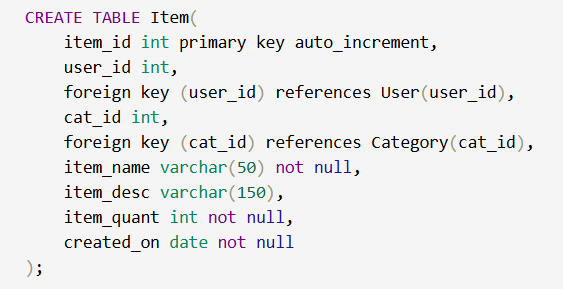 CREATE TABLE Item(
item_id int primary key auto_increment,
user_id int,
foreign key (user_id) references User(user_id),
cat_id int,
foreign key (cat_id) references Category(cat_id),
item_name varchar(50) not null,
item_desc varchar(150),
item_quant int not null,
created_on date not null
);